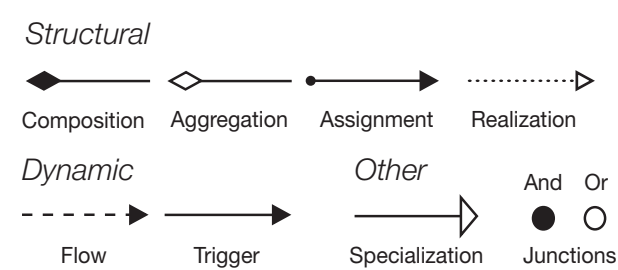 Structural
Composition Aggregation Assignment Realization
Dynamic Other
And Or
Flow Trigger Specialization Junctions